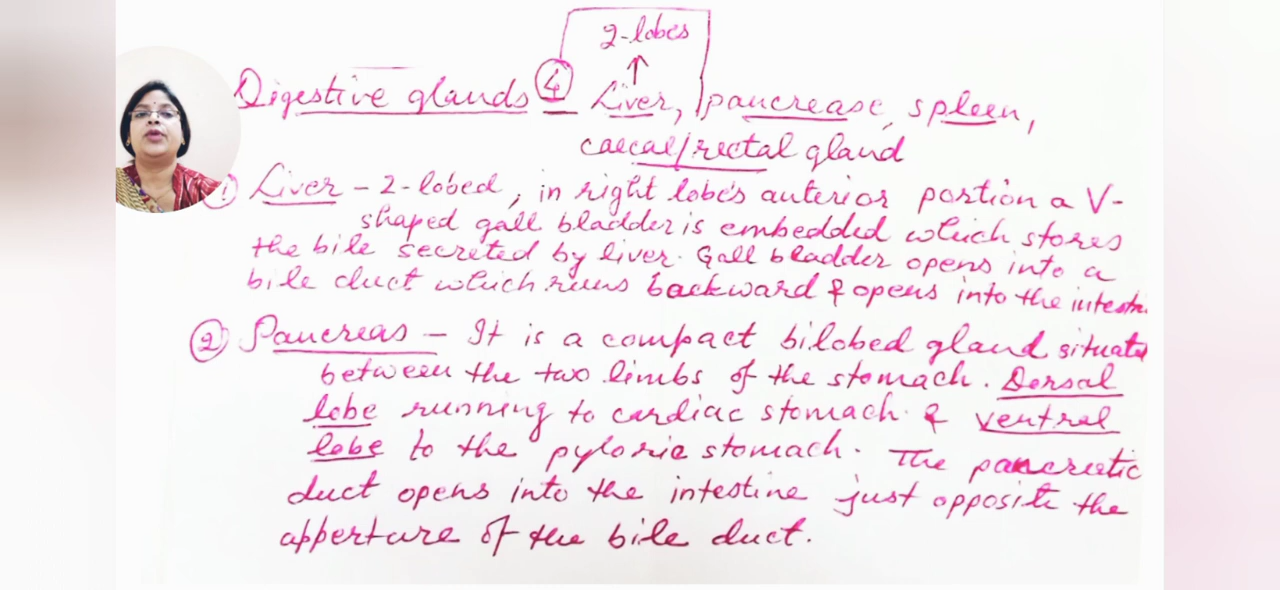 2-lobes
↑
Digestive glands ④ Liver, pancrease, spleen,
caecal/rectal gland
① Liver - 2-lobed, in right lobes anterior portion a V-
shaped gall bladder is embedded which stores
the bile secreted by liver. Gall bladder opens into a
bile duct which runs backward & opens into the intestn.
② Pancreas - It is a compact bilobed gland situated
between the two limbs of the stomach. Dorsal
lobe running to cardiac stomach. & ventral
lobe to the pyloric stomach. The pancreatic
duct opens into the intestine just opposite the
apperture of the bile duct.